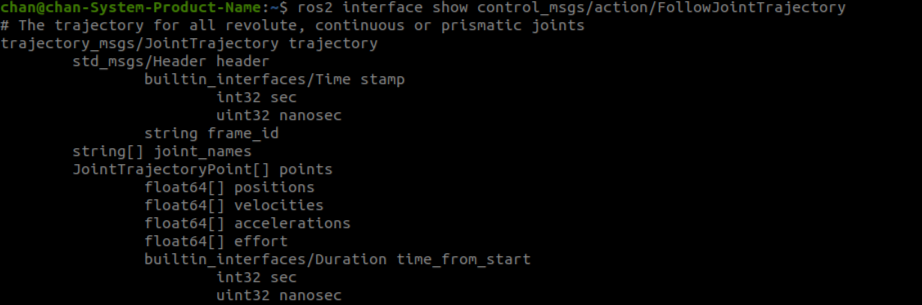 chan@chan-System-Product-Name:~$ ros2 interface show control_msgs/action/FollowJointTrajectory
# The trajectory for all revolute, continuous or prismatic joints
trajectory_msgs/JointTrajectory trajectory
        std_msgs/Header header
                builtin_interfaces/Time stamp
                        int32 sec
                        uint32 nanosec
                string frame_id
        string[] joint_names
        JointTrajectoryPoint[] points
                float64[] positions
                float64[] velocities
                float64[] accelerations
                float64[] effort
                builtin_interfaces/Duration time_from_start
                        int32 sec
                        uint32 nanosec